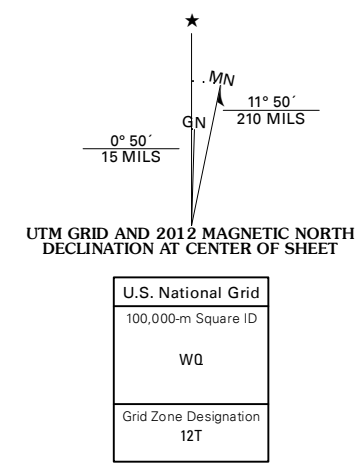 ★
MN
GN
11° 50´
210 MILS
0° 50´
15 MILS
UTM GRID AND 2012 MAGNETIC NORTH
DECLINATION AT CENTER OF SHEET
U.S. National Grid
100,000-m Square ID
WQ
Grid Zone Designation
12T